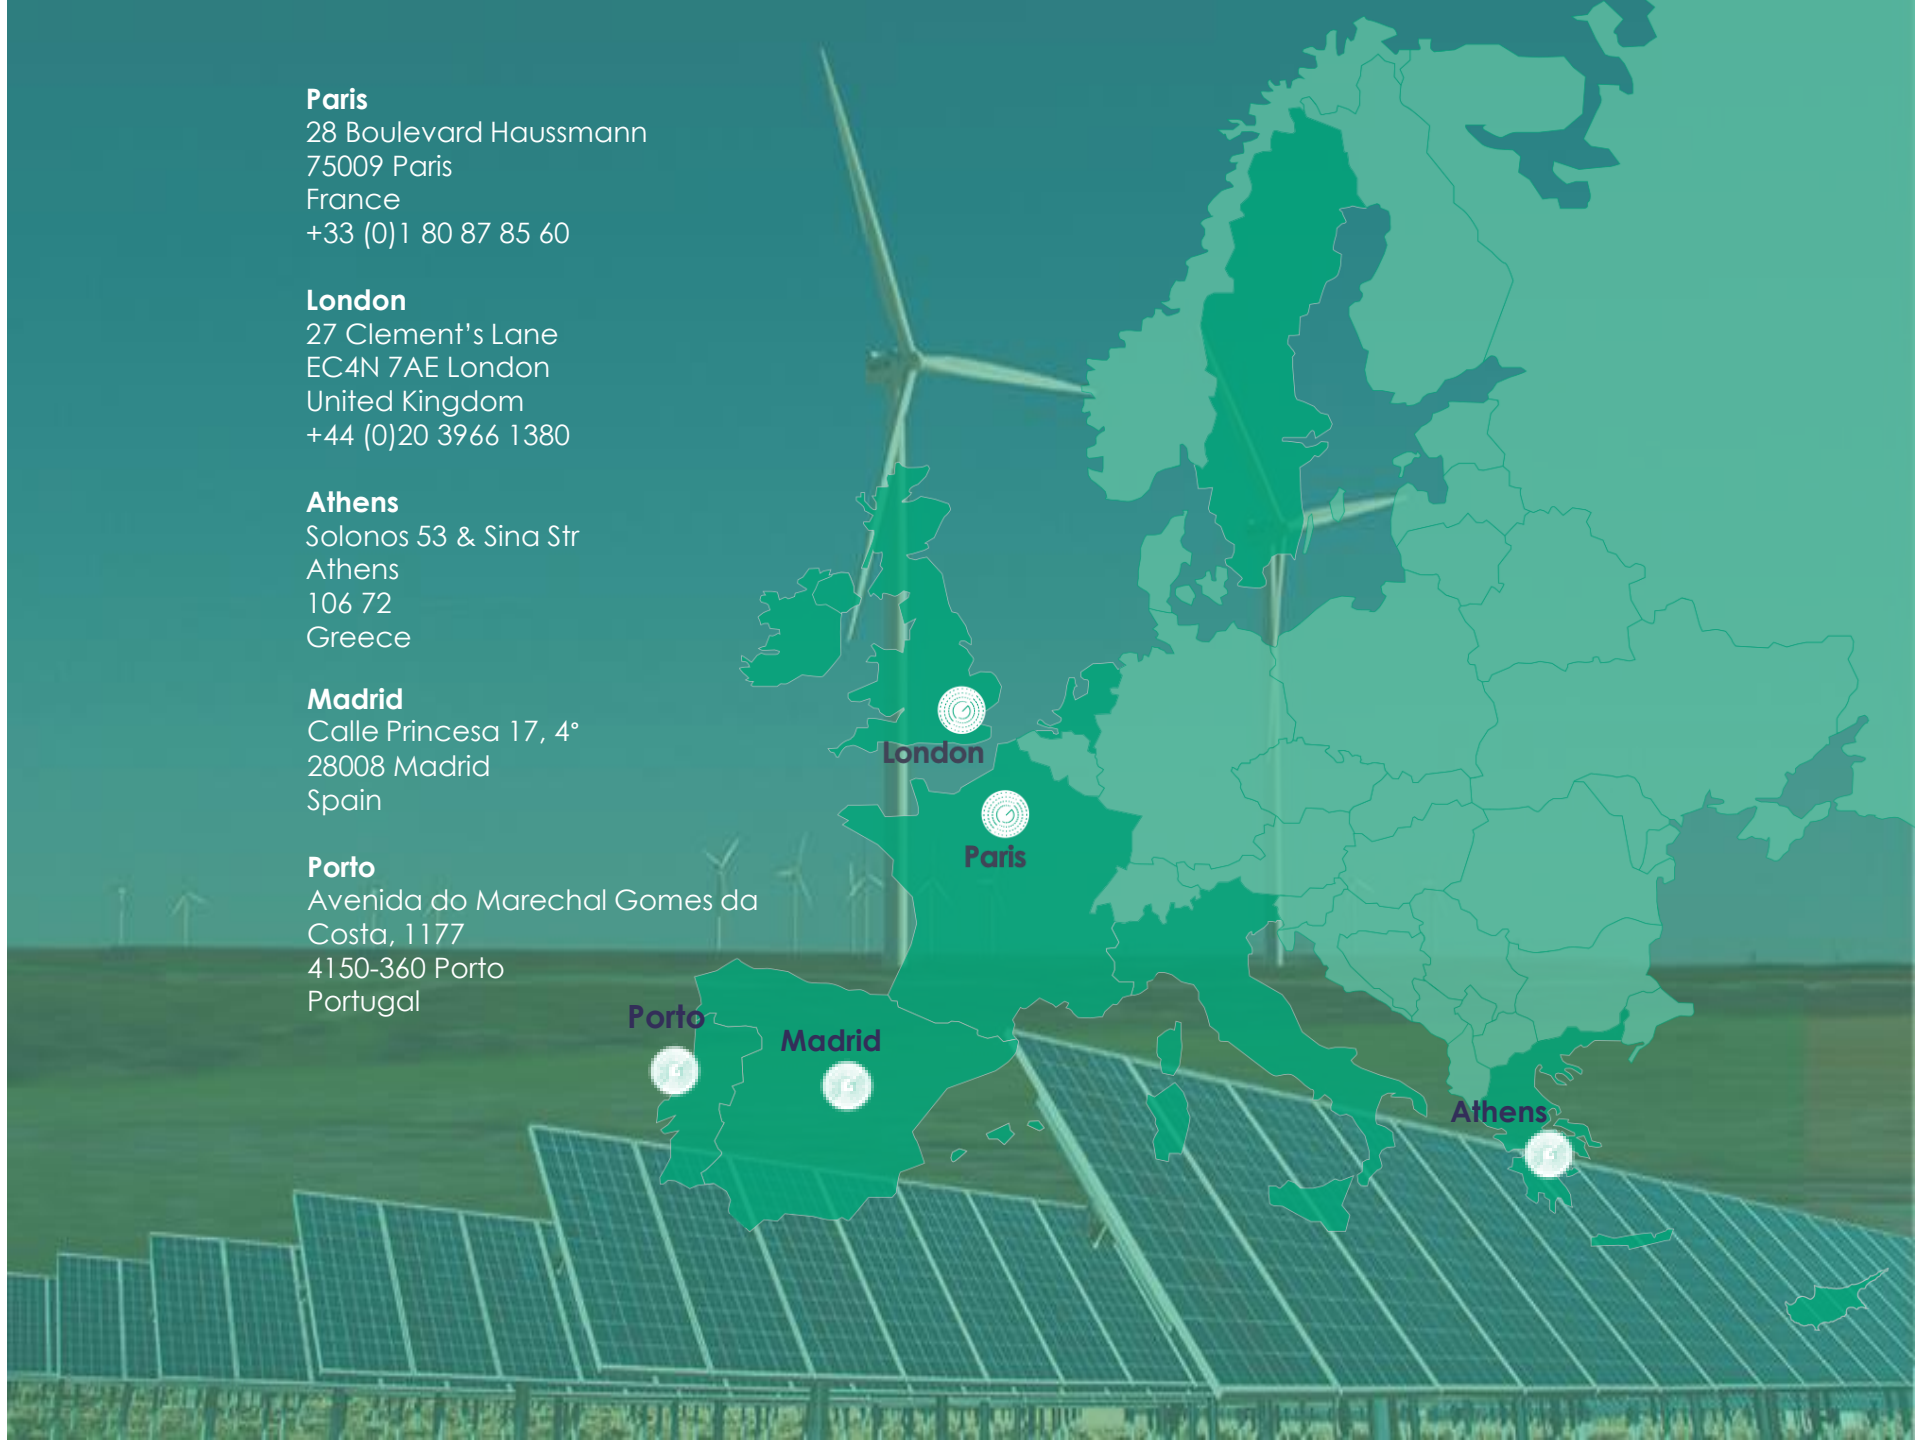 Paris
28 Boulevard Haussmann
75009 Paris
France
+33 (0)1 80 87 85 60
London
27 Clement’s Lane
EC4N 7AE London
United Kingdom
+44 (0)20 3966 1380
Athens
Solonos 53 & Sina Str
Athens
106 72
Greece
Madrid
Calle Princesa 17, 4°
28008 Madrid
Spain
Porto
Avenida do Marechal Gomes da
Costa, 1177
4150-360 Porto
Portugal
London
Paris
Porto
Madrid
Athens